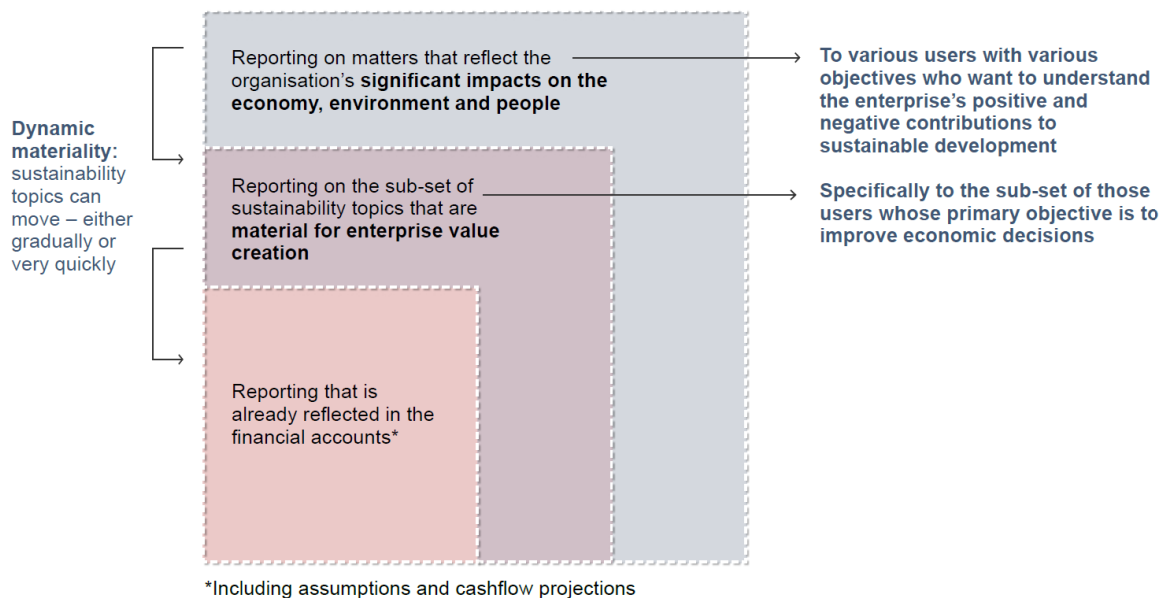 Reporting on matters that reflect the
organisation's significant impacts on the
economy, environment and people
To various users with various
objectives who want to understand
the enterprise's positive and
negative contributions to
sustainable development
Dynamic
materiality:
sustainability
topics can
move – either
gradually or
very quickly
Reporting on the sub-set of
sustainability topics that are
material for enterprise value
creation
Specifically to the sub-set of those
users whose primary objective is to
improve economic decisions
Reporting that is
already reflected in the
financial accounts*
*Including assumptions and cashflow projections